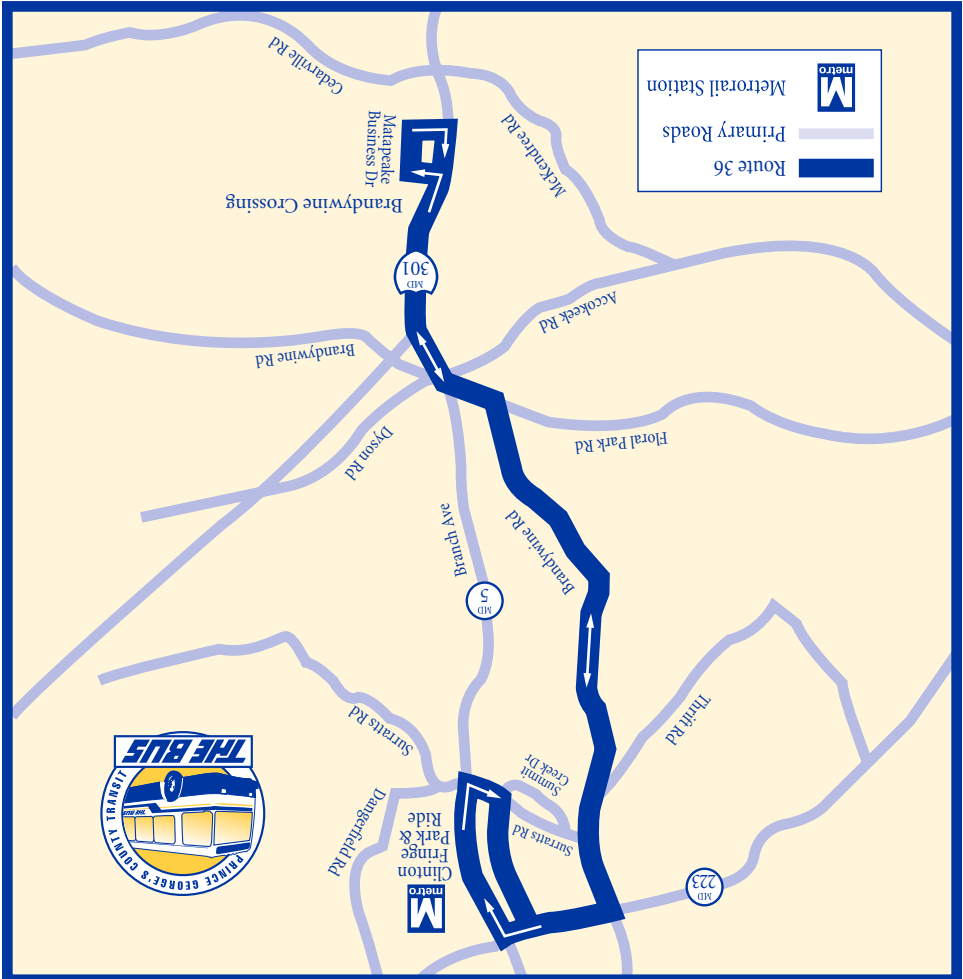 MD
223
metro
M
Clinton
Fringe
Park &
Ride
Dangerfield Rd
Surratts Rd
Summit
Creek Dr
Surratts Rd
Thrift Rd
PRINCE GEORGE'S COUNTY TRANSIT
THE BUS
THE BUS
MD
5
Branch Ave
Brandywine Rd
Floral Park Rd
Dyson Rd
Brandywine Rd
Accokeek Rd
MD
301
Brandywine Crossing
Matapeake
Business Dr
McKendree Rd
Cedarville Rd
Route 36
Primary Roads
metro
M
Metrorail Station